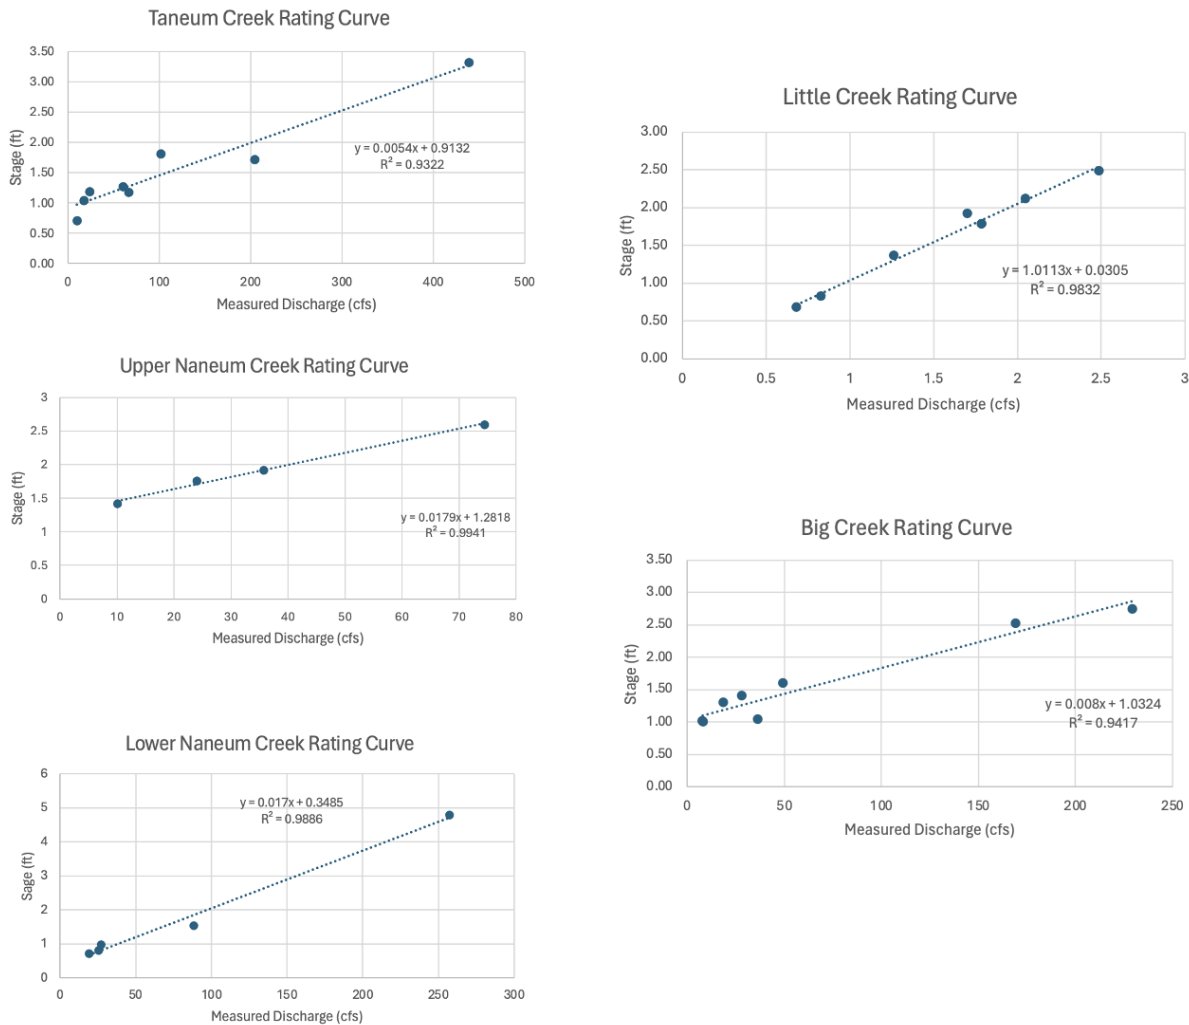 Taneum Creek Rating Curve
3.50
3.00
2.50
2.00
1.50
1.00
0.50
0.00
Stage (ft)
y = 0.0054x + 0.9132
R² = 0.9322
0 100 200 300 400 500
Measured Discharge (cfs)
Upper Naneum Creek Rating Curve
3
2.5
2
1.5
1
0.5
0
Stage (ft)
y = 0.0179x + 1.2818
R² = 0.9941
0 10 20 30 40 50 60 70 80
Measured Discharge (cfs)
Lower Naneum Creek Rating Curve
6
5
4
3
2
1
0
Sage (ft)
y = 0.017x + 0.3485
R² = 0.9886
0 50 100 150 200 250 300
Measured Discharge (cfs)
Little Creek Rating Curve
3.00
2.50
2.00
1.50
1.00
0.50
0.00
Stage (ft)
y = 1.0113x + 0.0305
R² = 0.9832
0 0.5 1 1.5 2 2.5 3
Measured Discharge (cfs)
Big Creek Rating Curve
3.50
3.00
2.50
2.00
1.50
1.00
0.50
0.00
Stage (ft)
y = 0.008x + 1.0324
R² = 0.9417
0 50 100 150 200 250
Measured Discharge (cfs)